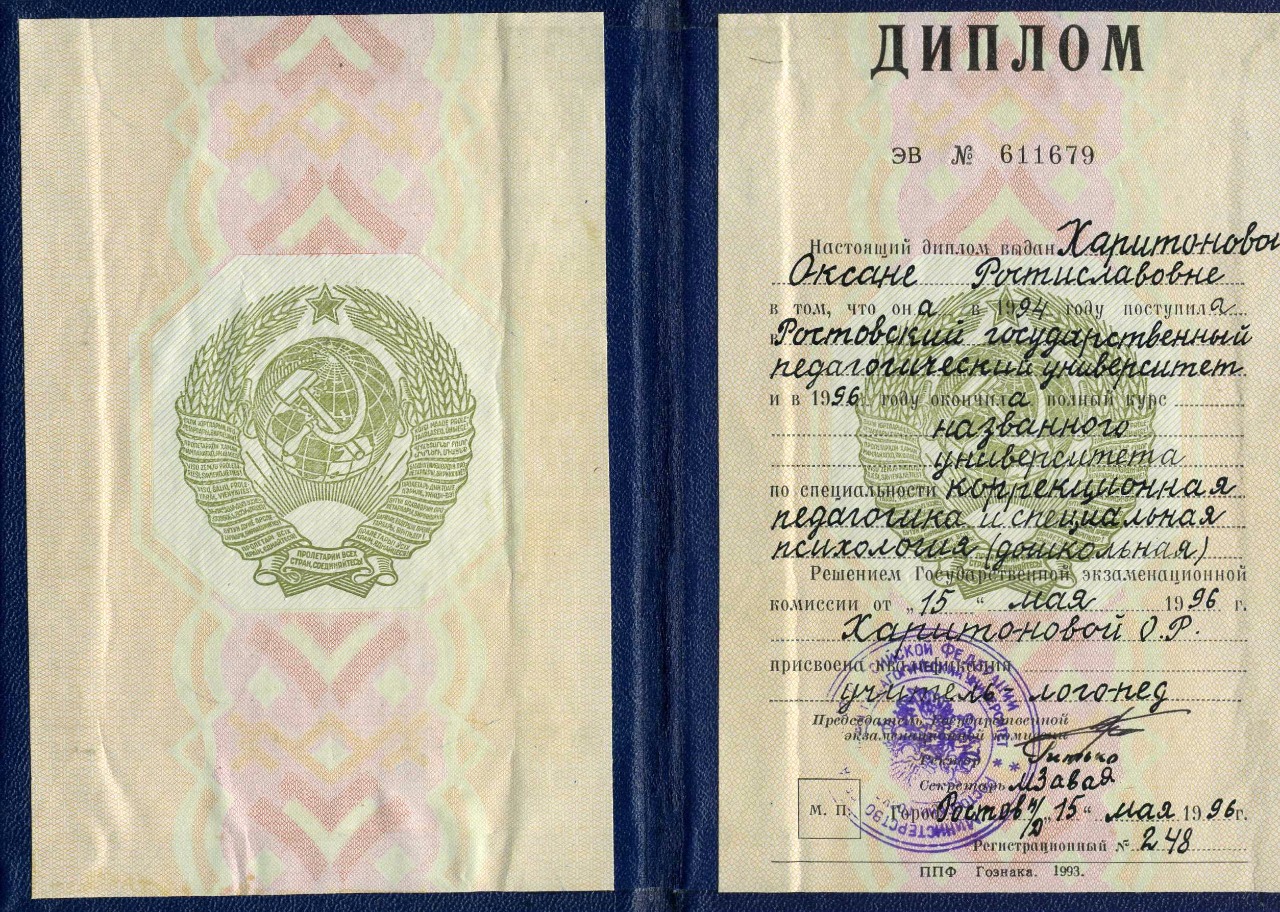 ПРОЛЕТАРИИ ВСЕХ
СТРАН, СОЕДИНЯЙТЕСЬ
ДИПЛОМ
ЭВ № 611679
Настоящий диплом выдан Харитоновой
Оксане Ростиславовне
в том, что она в 1994 году поступила
в Ростовский государственный
педагогический университет
и в 1996 году окончила полный курс
названного
университета
по специальности коррекционная
педагогика и специальная
психология (дошкольная)
Решением Государственной экзаменационной
комиссии от „15“ мая 1996 г.
Харитоновой О.Р.
присвоена квалификация
учитель логопед
Председатель Государственной
экзаменационной комиссии
Ректор
Секретарь
М. П. Город Ростов н/Д „15“ мая 1996г.
Регистрационный № 248
ППФ Гознака. 1993.